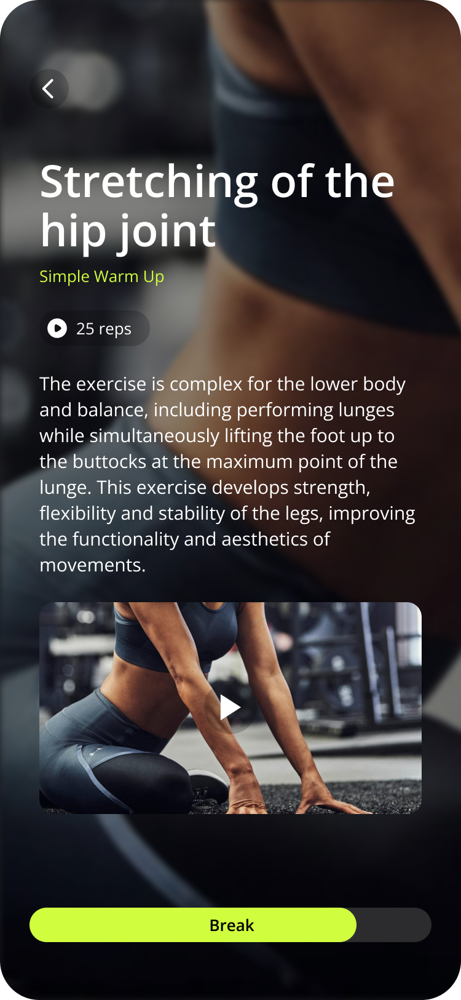 Stretching of the
hip joint
Simple Warm Up
25 reps
The exercise is complex for the lower body
and balance, including performing lunges
while simultaneously lifting the foot up to
the buttocks at the maximum point of the
lunge. This exercise develops strength,
flexibility and stability of the legs, improving
the functionality and aesthetics of
movements.
Break